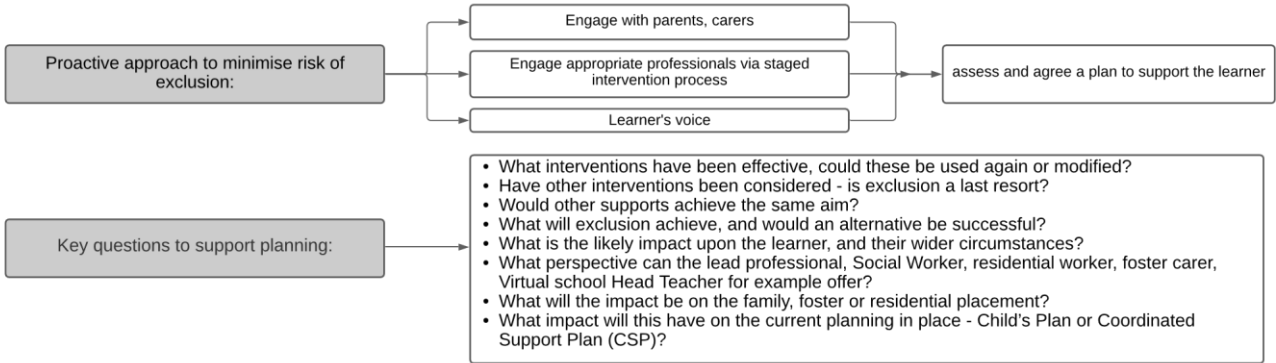 Proactive approach to minimise risk of
exclusion:
Engage with parents, carers
Engage appropriate professionals via staged
intervention process
Learner's voice
assess and agree a plan to support the learner
Key questions to support planning:
• What interventions have been effective, could these be used again or modified?
• Have other interventions been considered - is exclusion a last resort?
• Would other supports achieve the same aim?
• What will exclusion achieve, and would an alternative be successful?
• What is the likely impact upon the learner, and their wider circumstances?
• What perspective can the lead professional, Social Worker, residential worker, foster carer,
Virtual school Head Teacher for example offer?
• What will the impact be on the family, foster or residential placement?
• What impact will this have on the current planning in place - Child’s Plan or Coordinated
Support Plan (CSP)?